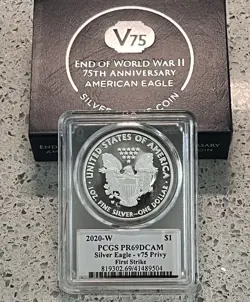 V75
END OF WORLD WAR II
75TH ANNIVERSARY
AMERICAN EAGLE
SILVER COIN
UNITED STATES OF AMERICA
1 OZ. FINE SILVER~ONE DOLLAR
2020-W $1
PCGS PR69DCAM
Silver Eagle - v75 Privy
First Strike
819302.69/41489504